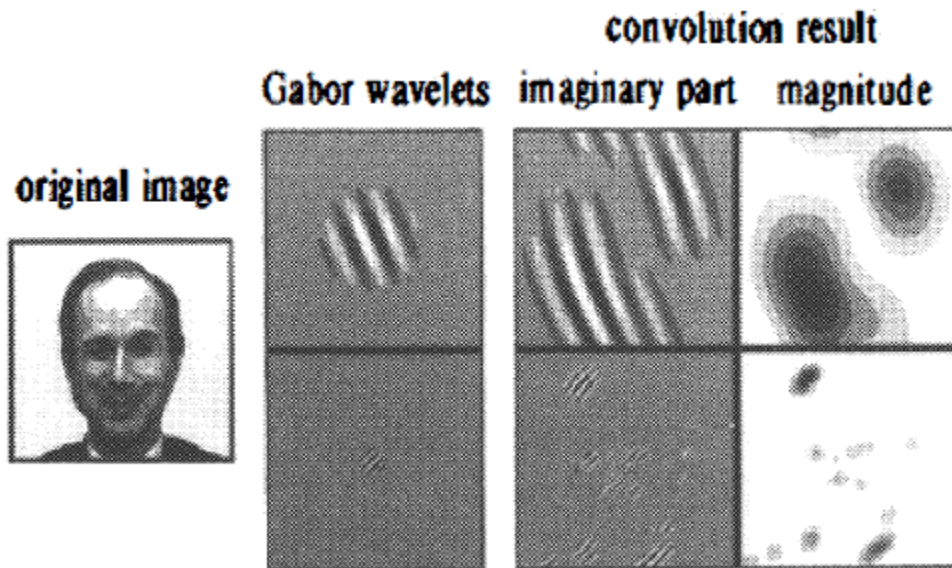 convolution result
Gabor wavelets imaginary part magnitude
original image